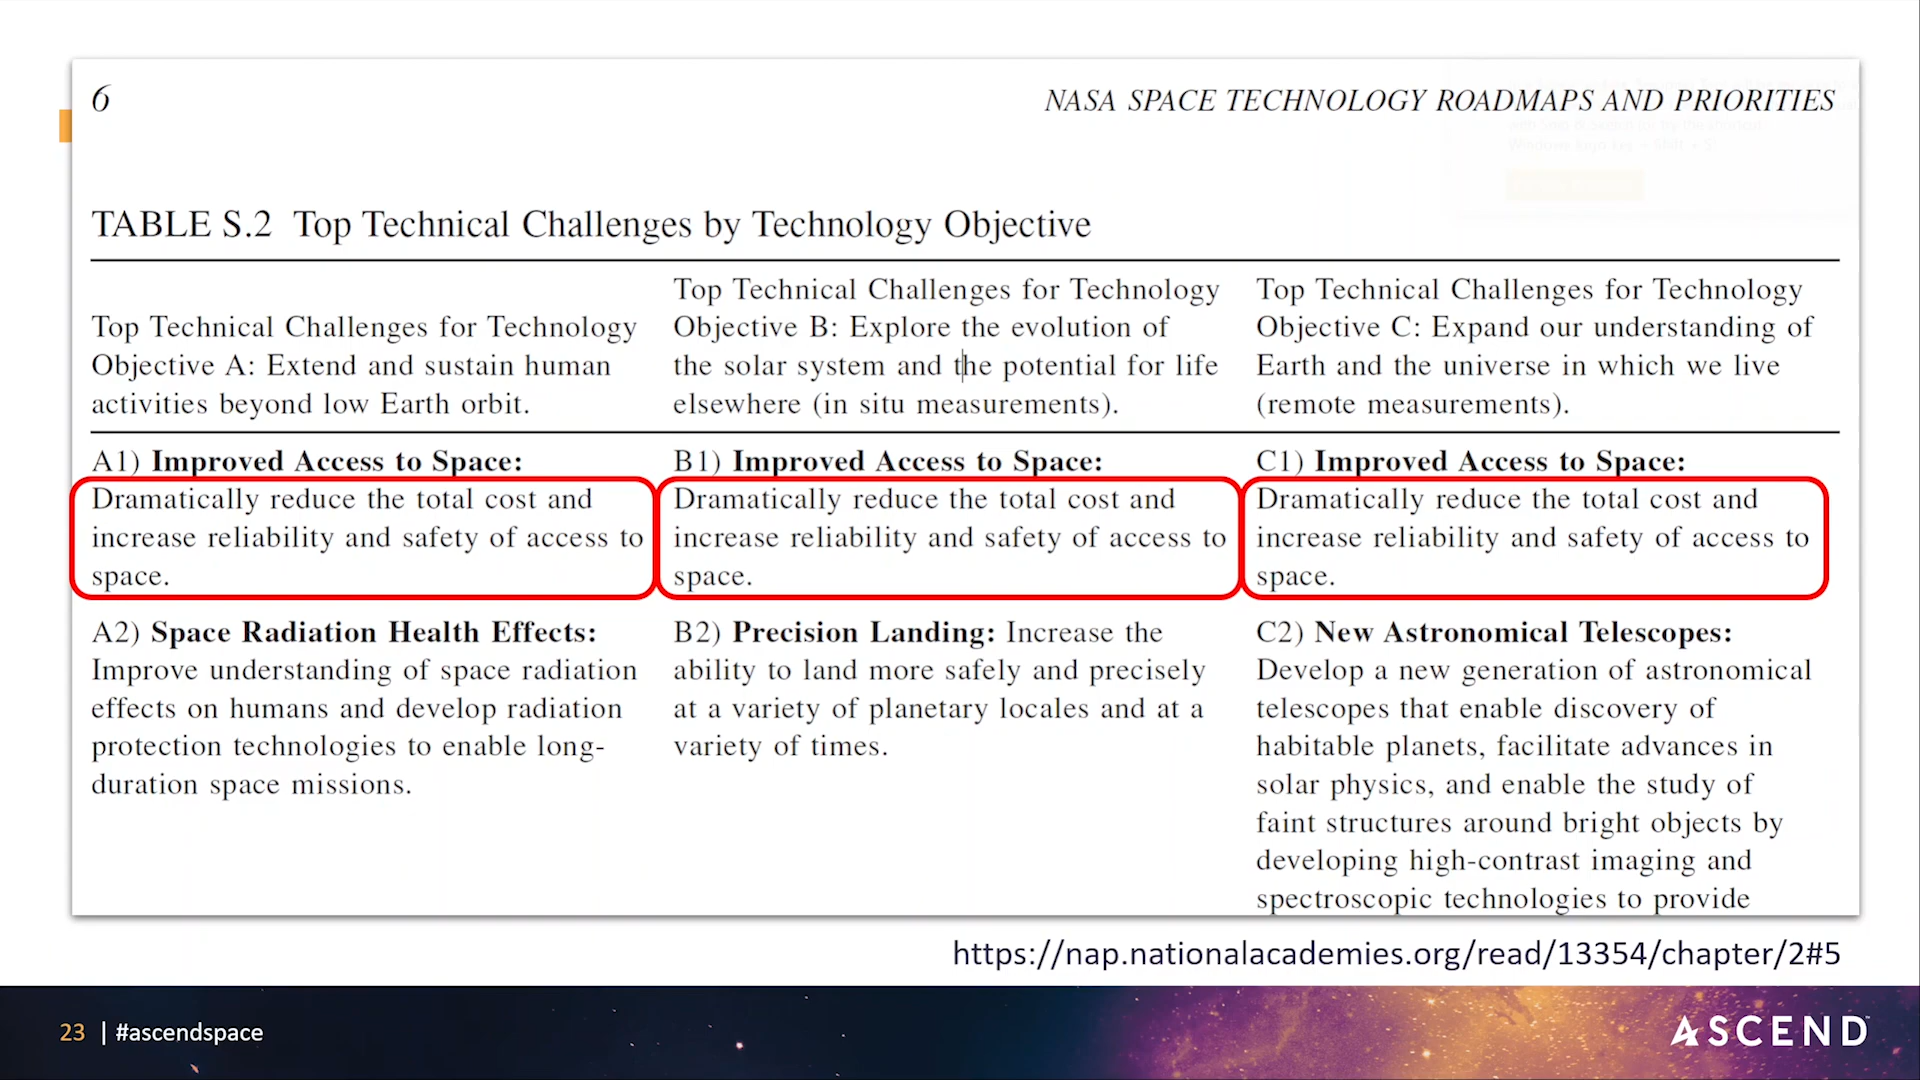 6
NASA SPACE TECHNOLOGY ROADMAPS AND PRIORITIES
TABLE S.2 Top Technical Challenges by Technology Objective
Top Technical Challenges for Technology
Objective A: Extend and sustain human
activities beyond low Earth orbit.
Top Technical Challenges for Technology
Objective B: Explore the evolution of
the solar system and the potential for life
elsewhere (in situ measurements).
Top Technical Challenges for Technology
Objective C: Expand our understanding of
Earth and the universe in which we live
(remote measurements).
A1) Improved Access to Space:
Dramatically reduce the total cost and
increase reliability and safety of access to
space.
B1) Improved Access to Space:
Dramatically reduce the total cost and
increase reliability and safety of access to
space.
C1) Improved Access to Space:
Dramatically reduce the total cost and
increase reliability and safety of access to
space.
A2) Space Radiation Health Effects:
Improve understanding of space radiation
effects on humans and develop radiation
protection technologies to enable long-
duration space missions.
B2) Precision Landing: Increase the
ability to land more safely and precisely
at a variety of planetary locales and at a
variety of times.
C2) New Astronomical Telescopes:
Develop a new generation of astronomical
telescopes that enable discovery of
habitable planets, facilitate advances in
solar physics, and enable the study of
faint structures around bright objects by
developing high-contrast imaging and
spectroscopic technologies to provide
https://nap.nationalacademies.org/read/13354/chapter/2#5
23 | #ascendspace
ASCEND